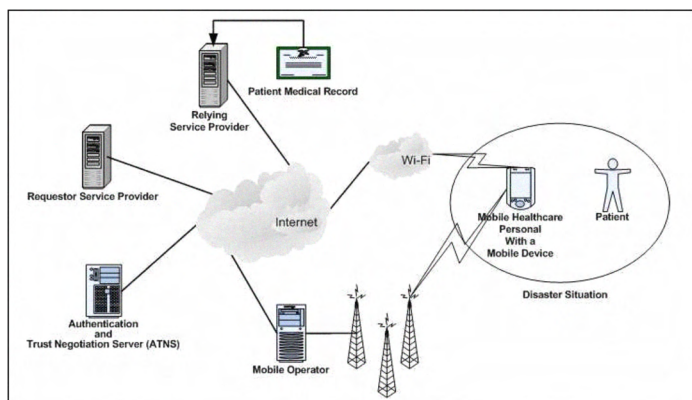 Patient Medical Record
Relying
Service Provider
Wi-Fi
Requestor Service Provider
Internet
Mobile Healthcare
Personal
With a
Mobile Device
Patient
Disaster Situation
Authentication
and
Trust Negotiation Server (ATNS)
Mobile Operator